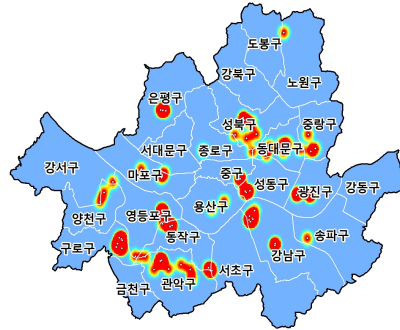 도봉구
강북구
노원구
은평구
성북구
중랑구
서대문구
종로구
동대문구
강서구
마포구
중구
성동구
광진구
강동구
양천구
영등포구
용산구
동작구
송파구
구로구
강남구
금천구
관악구
서초구